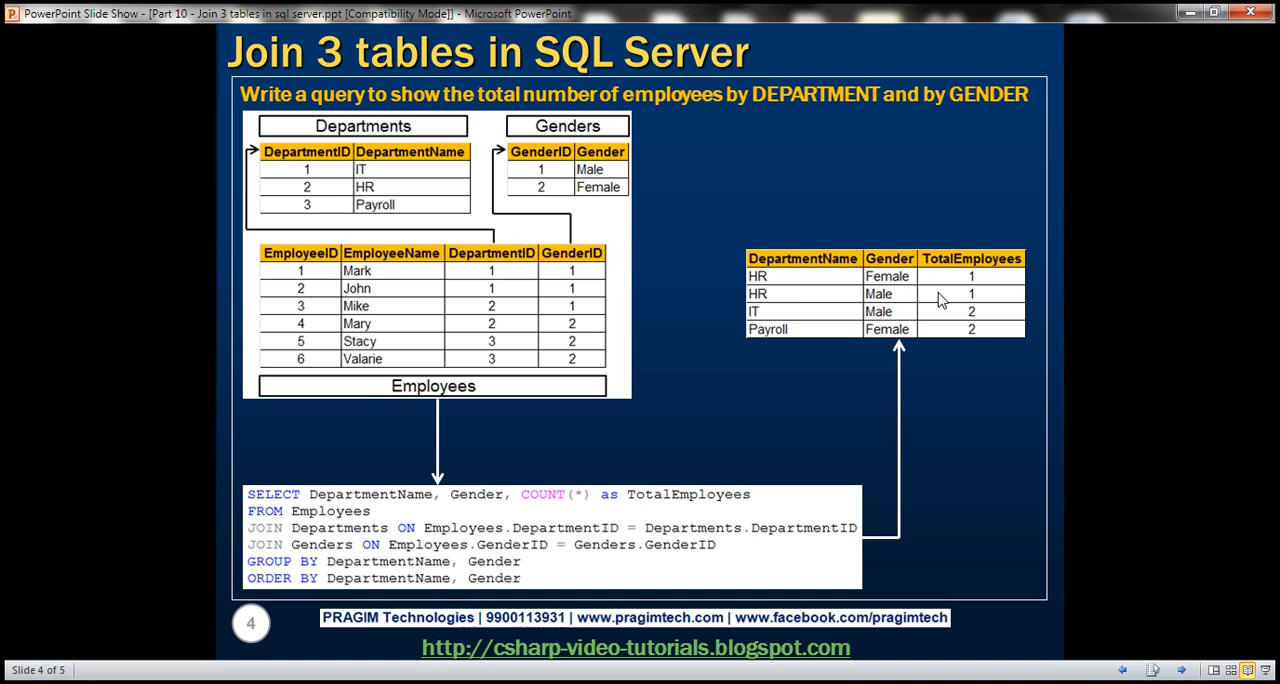 PowerPoint Slide Show - [Part 10 - Join 3 tables in sql server.ppt [Compatibility Mode]] - Microsoft PowerPoint
Join 3 tables in SQL Server
Write a query to show the total number of employees by DEPARTMENT and by GENDER
Departments
DepartmentID DepartmentName
1 IT
2 HR
3 Payroll
Genders
GenderID Gender
1 Male
2 Female
EmployeeID EmployeeName DepartmentID GenderID
1 Mark 1 1
2 John 1 1
3 Mike 2 1
4 Mary 2 2
5 Stacy 3 2
6 Valarie 3 2
Employees
DepartmentName Gender TotalEmployees
HR Female 1
HR Male 1
IT Male 2
Payroll Female 2
SELECT DepartmentName, Gender, COUNT(*) as TotalEmployees
FROM Employees
JOIN Departments ON Employees.DepartmentID = Departments.DepartmentID
JOIN Genders ON Employees.GenderID = Genders.GenderID
GROUP BY DepartmentName, Gender
ORDER BY DepartmentName, Gender
4
PRAGIM Technologies | 9900113931 | www.pragimtech.com | www.facebook.com/pragimtech
http://csharp-video-tutorials.blogspot.com
Slide 4 of 5